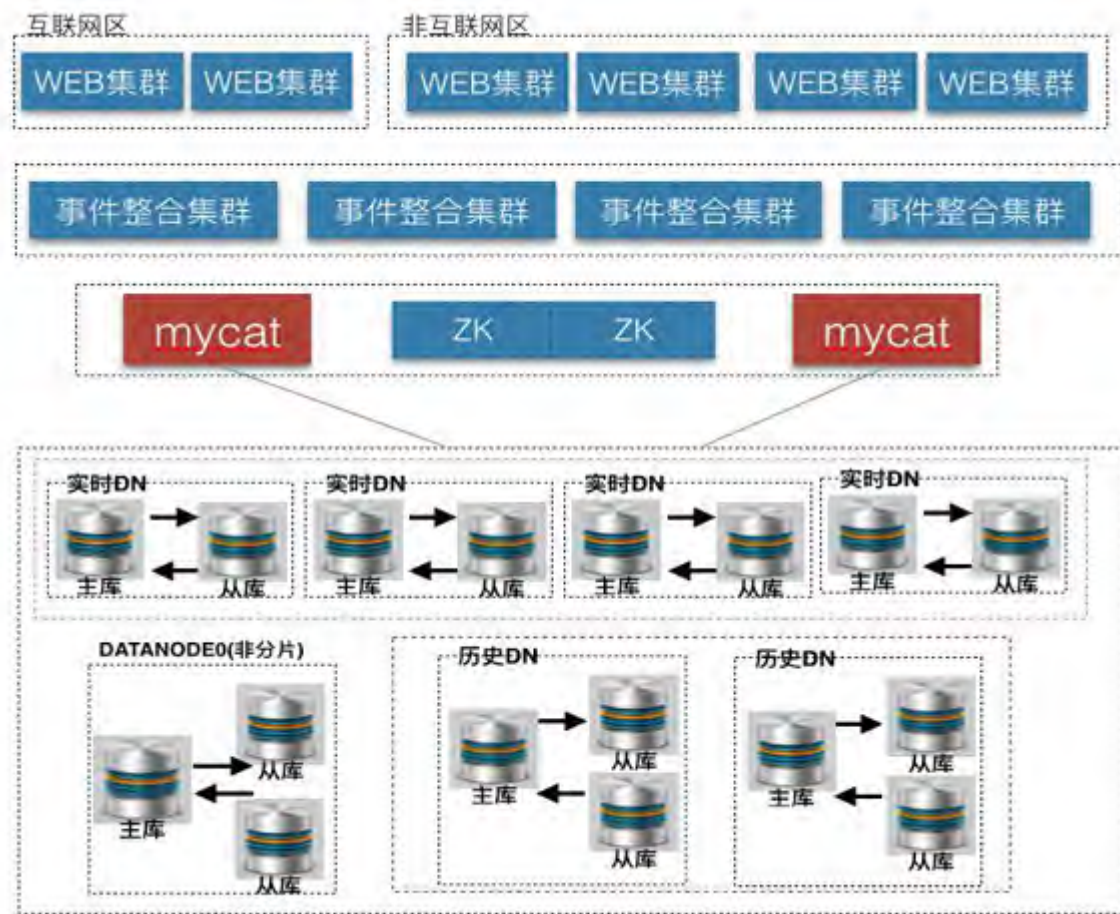 互联网区 非互联网区
WEB集群 WEB集群 WEB集群 WEB集群 WEB集群 WEB集群
事件整合集群 事件整合集群 事件整合集群 事件整合集群
mycat ZK ZK mycat
实时DN 实时DN 实时DN 实时DN
主库 从库 主库 从库 主库 从库 主库 从库
DATANODE0(非分片) 历史DN 历史DN
从库 从库 从库
主库 主库 主库
从库 从库 从库